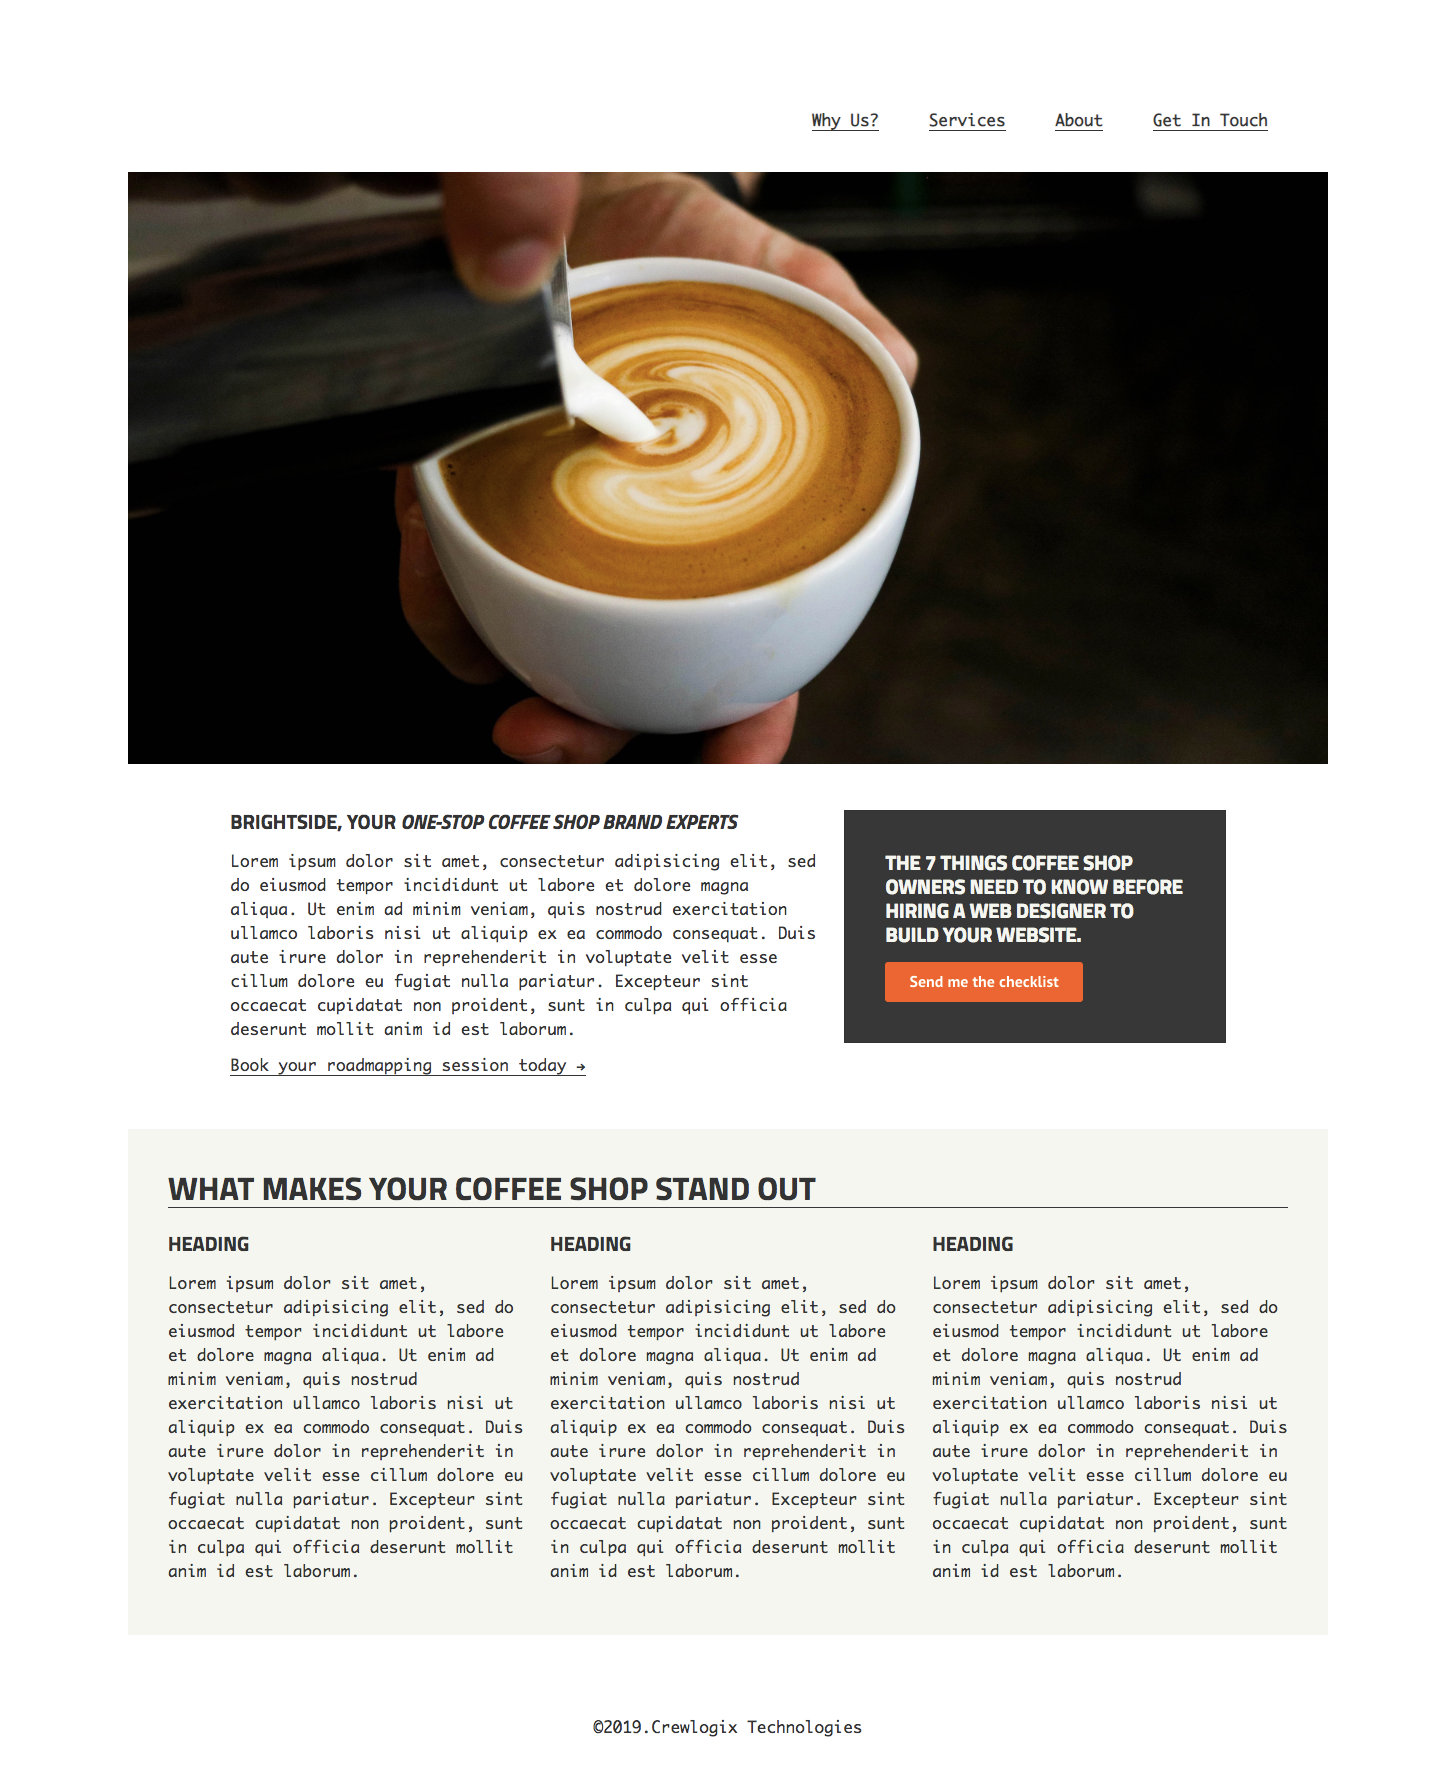 Why Us? Services About Get In Touch
BRIGHTSIDE, YOUR ONE-STOP COFFEE SHOP BRAND EXPERTS
Lorem ipsum dolor sit amet, consectetur adipisicing elit, sed
do eiusmod tempor incididunt ut labore et dolore magna
aliqua. Ut enim ad minim veniam, quis nostrud exercitation
ullamco laboris nisi ut aliquip ex ea commodo consequat. Duis
aute irure dolor in reprehenderit in voluptate velit esse
cillum dolore eu fugiat nulla pariatur. Excepteur sint
occaecat cupidatat non proident, sunt in culpa qui officia
deserunt mollit anim id est laborum.
Book your roadmapping session today →
THE 7 THINGS COFFEE SHOP
OWNERS NEED TO KNOW BEFORE
HIRING A WEB DESIGNER TO
BUILD YOUR WEBSITE.
Send me the checklist
WHAT MAKES YOUR COFFEE SHOP STAND OUT
HEADING
Lorem ipsum dolor sit amet,
consectetur adipisicing elit, sed do
eiusmod tempor incididunt ut labore
et dolore magna aliqua. Ut enim ad
minim veniam, quis nostrud
exercitation ullamco laboris nisi ut
aliquip ex ea commodo consequat. Duis
aute irure dolor in reprehenderit in
voluptate velit esse cillum dolore eu
fugiat nulla pariatur. Excepteur sint
occaecat cupidatat non proident, sunt
in culpa qui officia deserunt mollit
anim id est laborum.
HEADING
Lorem ipsum dolor sit amet,
consectetur adipisicing elit, sed do
eiusmod tempor incididunt ut labore
et dolore magna aliqua. Ut enim ad
minim veniam, quis nostrud
exercitation ullamco laboris nisi ut
aliquip ex ea commodo consequat. Duis
aute irure dolor in reprehenderit in
voluptate velit esse cillum dolore eu
fugiat nulla pariatur. Excepteur sint
occaecat cupidatat non proident, sunt
in culpa qui officia deserunt mollit
anim id est laborum.
HEADING
Lorem ipsum dolor sit amet,
consectetur adipisicing elit, sed do
eiusmod tempor incididunt ut labore
et dolore magna aliqua. Ut enim ad
minim veniam, quis nostrud
exercitation ullamco laboris nisi ut
aliquip ex ea commodo consequat. Duis
aute irure dolor in reprehenderit in
voluptate velit esse cillum dolore eu
fugiat nulla pariatur. Excepteur sint
occaecat cupidatat non proident, sunt
in culpa qui officia deserunt mollit
anim id est laborum.
©2019.Crewlogix Technologies